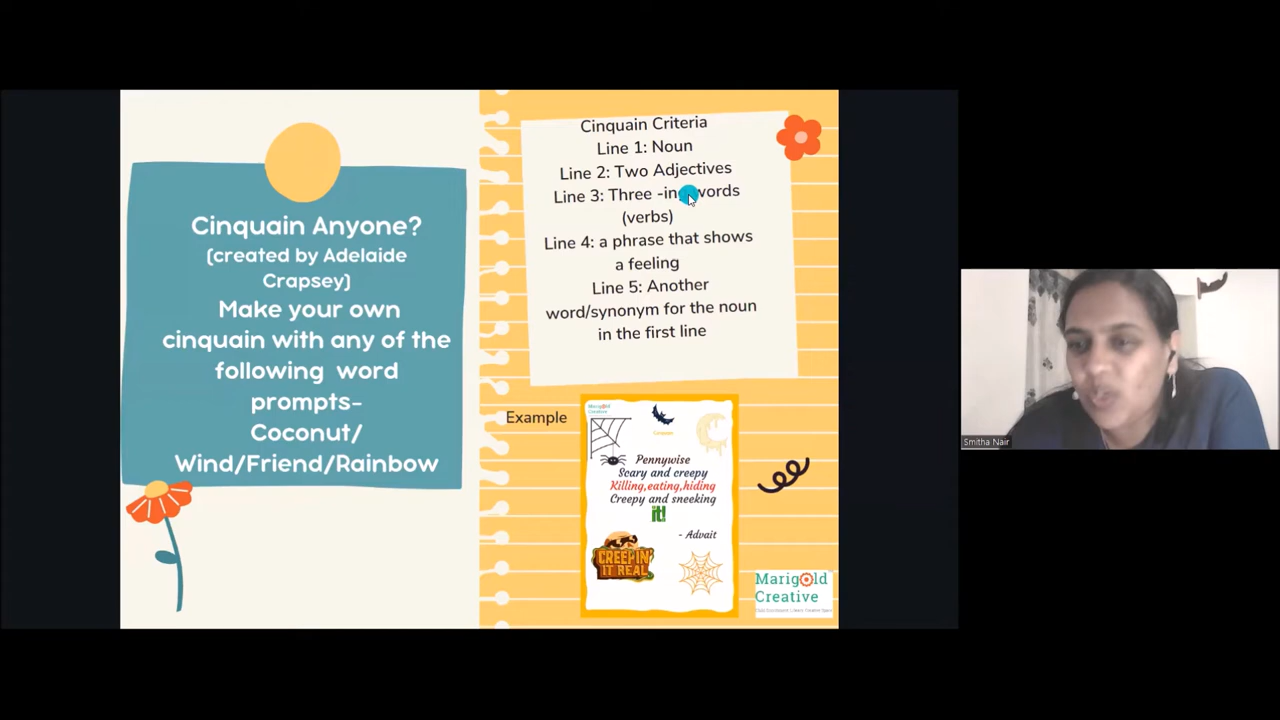 Cinquain Anyone?
(created by Adelaide
Crapsey)
Make your own
cinquain with any of the
following word
prompts-
Coconut/
Wind/Friend/Rainbow
Cinquain Criteria
Line 1: Noun
Line 2: Two Adjectives
Line 3: Three -ing words
(verbs)
Line 4: a phrase that shows
a feeling
Line 5: Another
word/synonym for the noun
in the first line
Example
Marigold
Creative
Cinquain
Pennywise
Scary and creepy
Killing,eating,hiding
Creepy and sneeking
it!
- Advait
CREEPIN'
IT REAL
Marigold
Creative
Smitha Nair